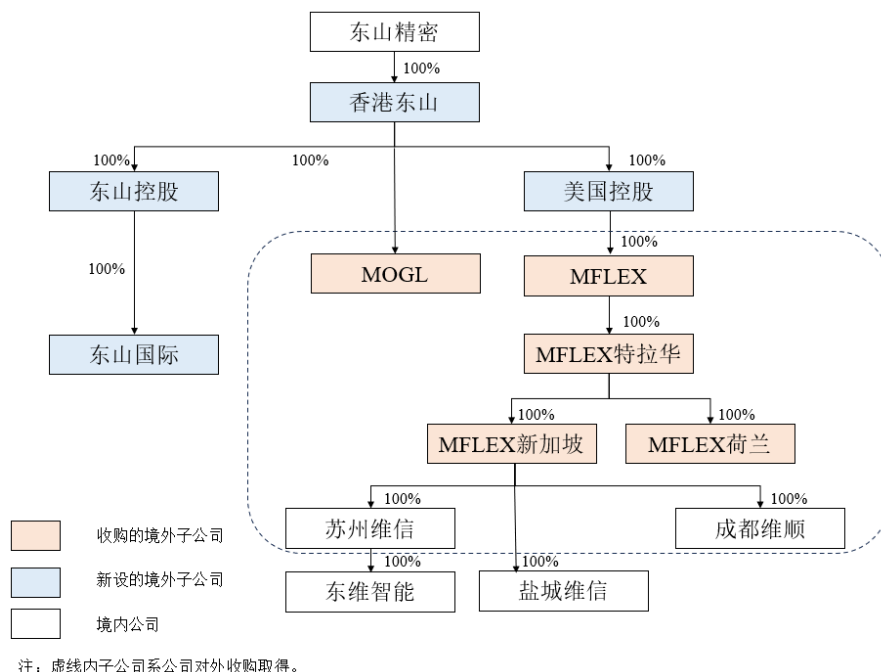 东山精密
100%
香港东山
100%
100%
100%
东山控股
美国控股
100%
100%
MOGL
MFLEX
100%
东山国际
MFLEX特拉华
100%
100%
MFLEX新加坡
MFLEX荷兰
100%
100%
苏州维信
成都维顺
收购的境外子公司
100%
100%
东维智能
盐城维信
新设的境外子公司
境内公司
注：虚线内子公司系公司对外收购取得。